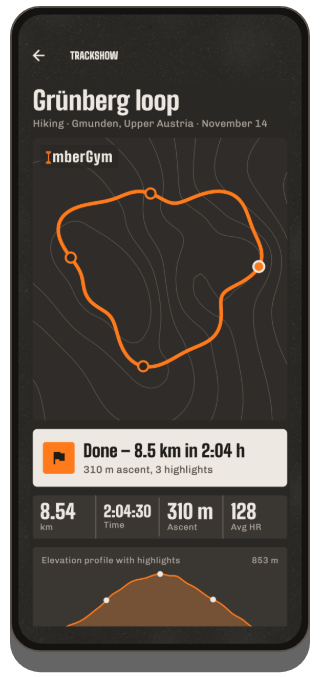 TRACKSHOW
Grünberg loop
Hiking · Gmunden, Upper Austria · November 14
ImberGym
Done – 8.5 km in 2:04 h
310 m ascent, 3 highlights
8.54 2:04:30 310 m 128
km Time Ascent Avg HR
Elevation profile with highlights 853 m